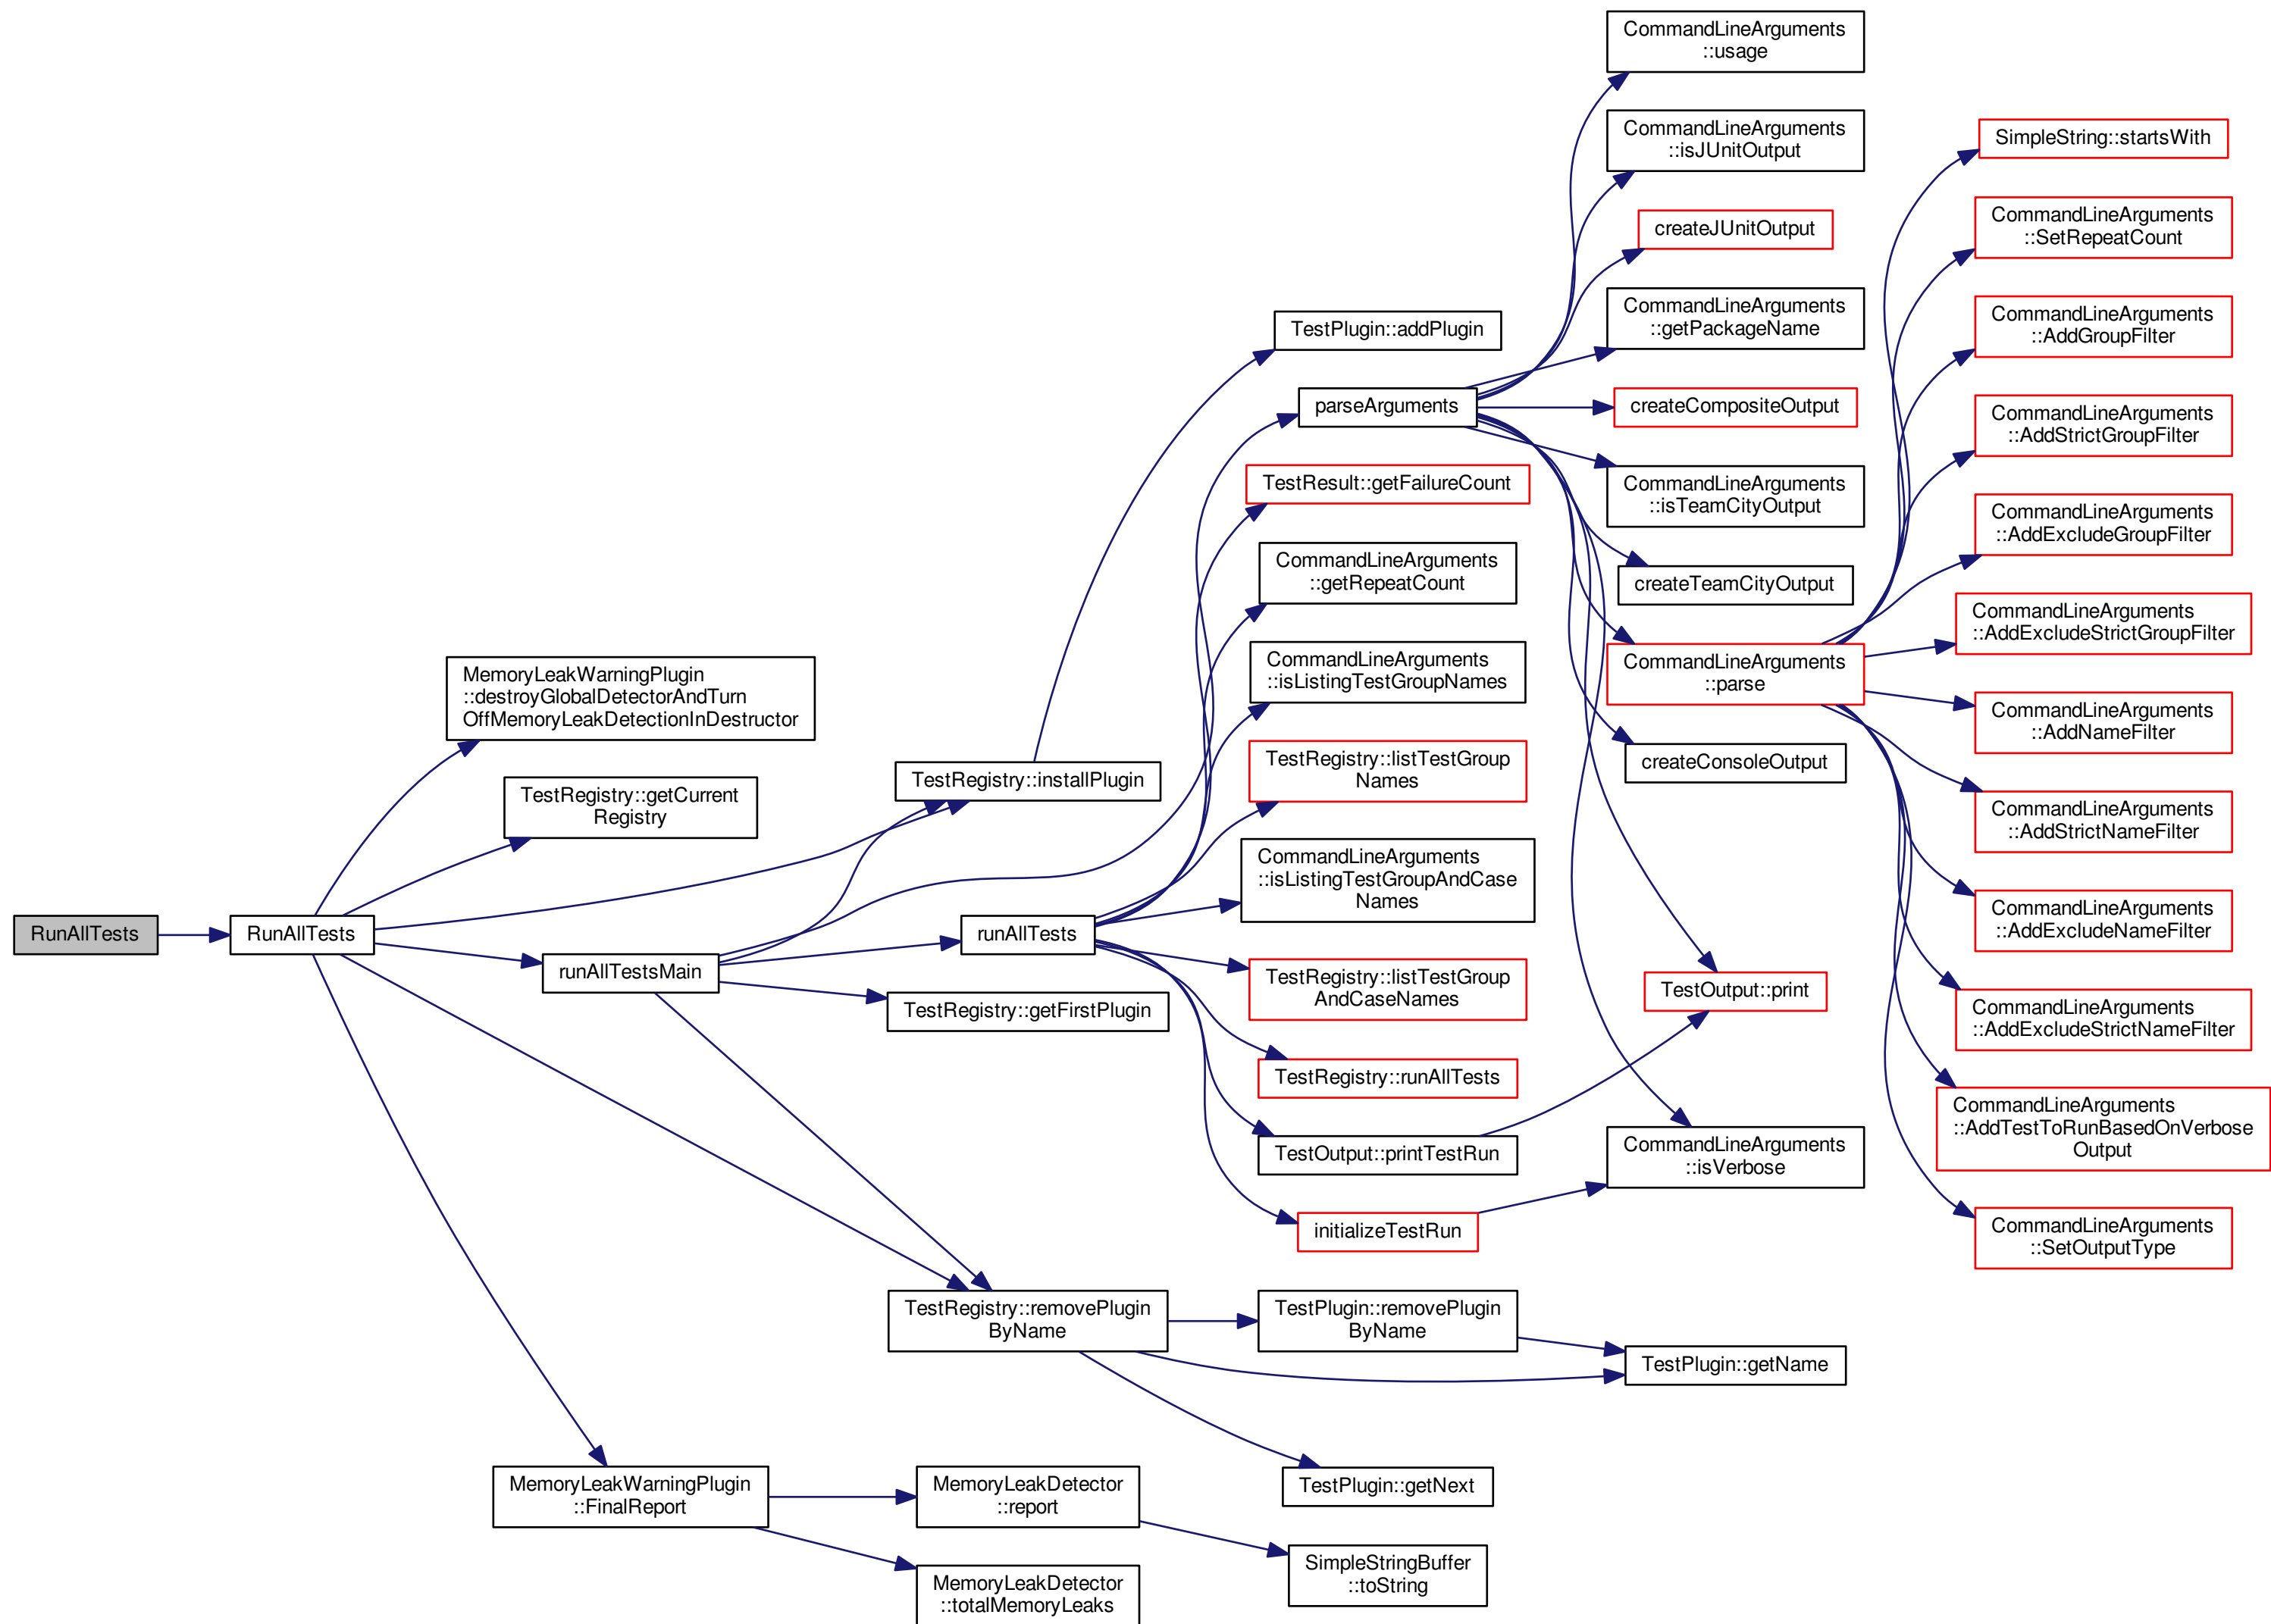 RunAllTests
RunAllTests
MemoryLeakWarningPlugin
::destroyGlobalDetectorAndTurn
OffMemoryLeakDetectionInDestructor
TestRegistry::getCurrent
Registry
runAllTestsMain
MemoryLeakWarningPlugin
::FinalReport
TestRegistry::installPlugin
runAllTests
TestRegistry::getFirstPlugin
TestRegistry::removePlugin
ByName
MemoryLeakDetector
::report
MemoryLeakDetector
::totalMemoryLeaks
TestPlugin::addPlugin
parseArguments
TestResult::getFailureCount
CommandLineArguments
::getRepeatCount
CommandLineArguments
::isListingTestGroupNames
TestRegistry::listTestGroup
Names
CommandLineArguments
::isListingTestGroupAndCase
Names
TestRegistry::listTestGroup
AndCaseNames
TestRegistry::runAllTests
TestOutput::printTestRun
initializeTestRun
TestPlugin::removePlugin
ByName
TestPlugin::getNext
SimpleStringBuffer
::toString
CommandLineArguments
::usage
CommandLineArguments
::isJUnitOutput
createJUnitOutput
CommandLineArguments
::getPackageName
createCompositeOutput
CommandLineArguments
::isTeamCityOutput
createTeamCityOutput
CommandLineArguments
::parse
createConsoleOutput
TestOutput::print
CommandLineArguments
::isVerbose
TestPlugin::getName
SimpleString::startsWith
CommandLineArguments
::SetRepeatCount
CommandLineArguments
::AddGroupFilter
CommandLineArguments
::AddStrictGroupFilter
CommandLineArguments
::AddExcludeGroupFilter
CommandLineArguments
::AddExcludeStrictGroupFilter
CommandLineArguments
::AddNameFilter
CommandLineArguments
::AddStrictNameFilter
CommandLineArguments
::AddExcludeNameFilter
CommandLineArguments
::AddExcludeStrictNameFilter
CommandLineArguments
::AddTestToRunBasedOnVerbose
Output
CommandLineArguments
::SetOutputType